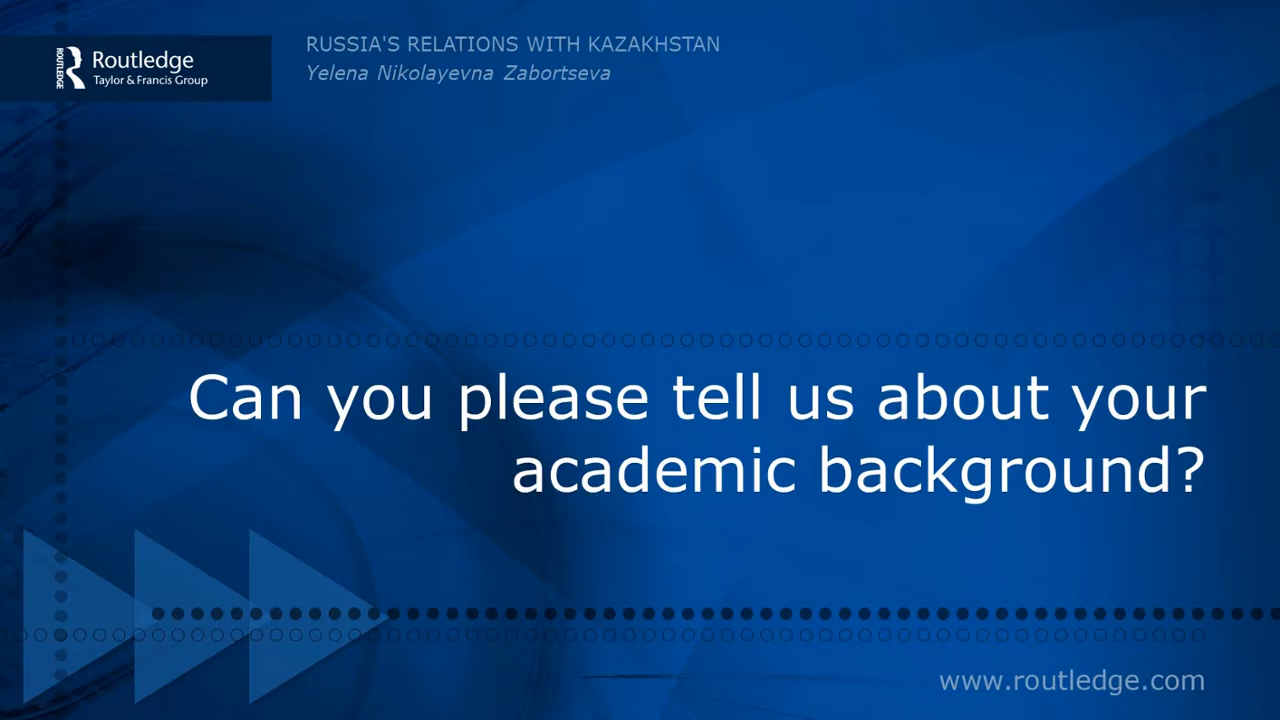 ROUTLEDGE
Routledge
Taylor & Francis Group
RUSSIA'S RELATIONS WITH KAZAKHSTAN
Yelena Nikolayevna Zabortseva
Can you please tell us about your
academic background?
www.routledge.com